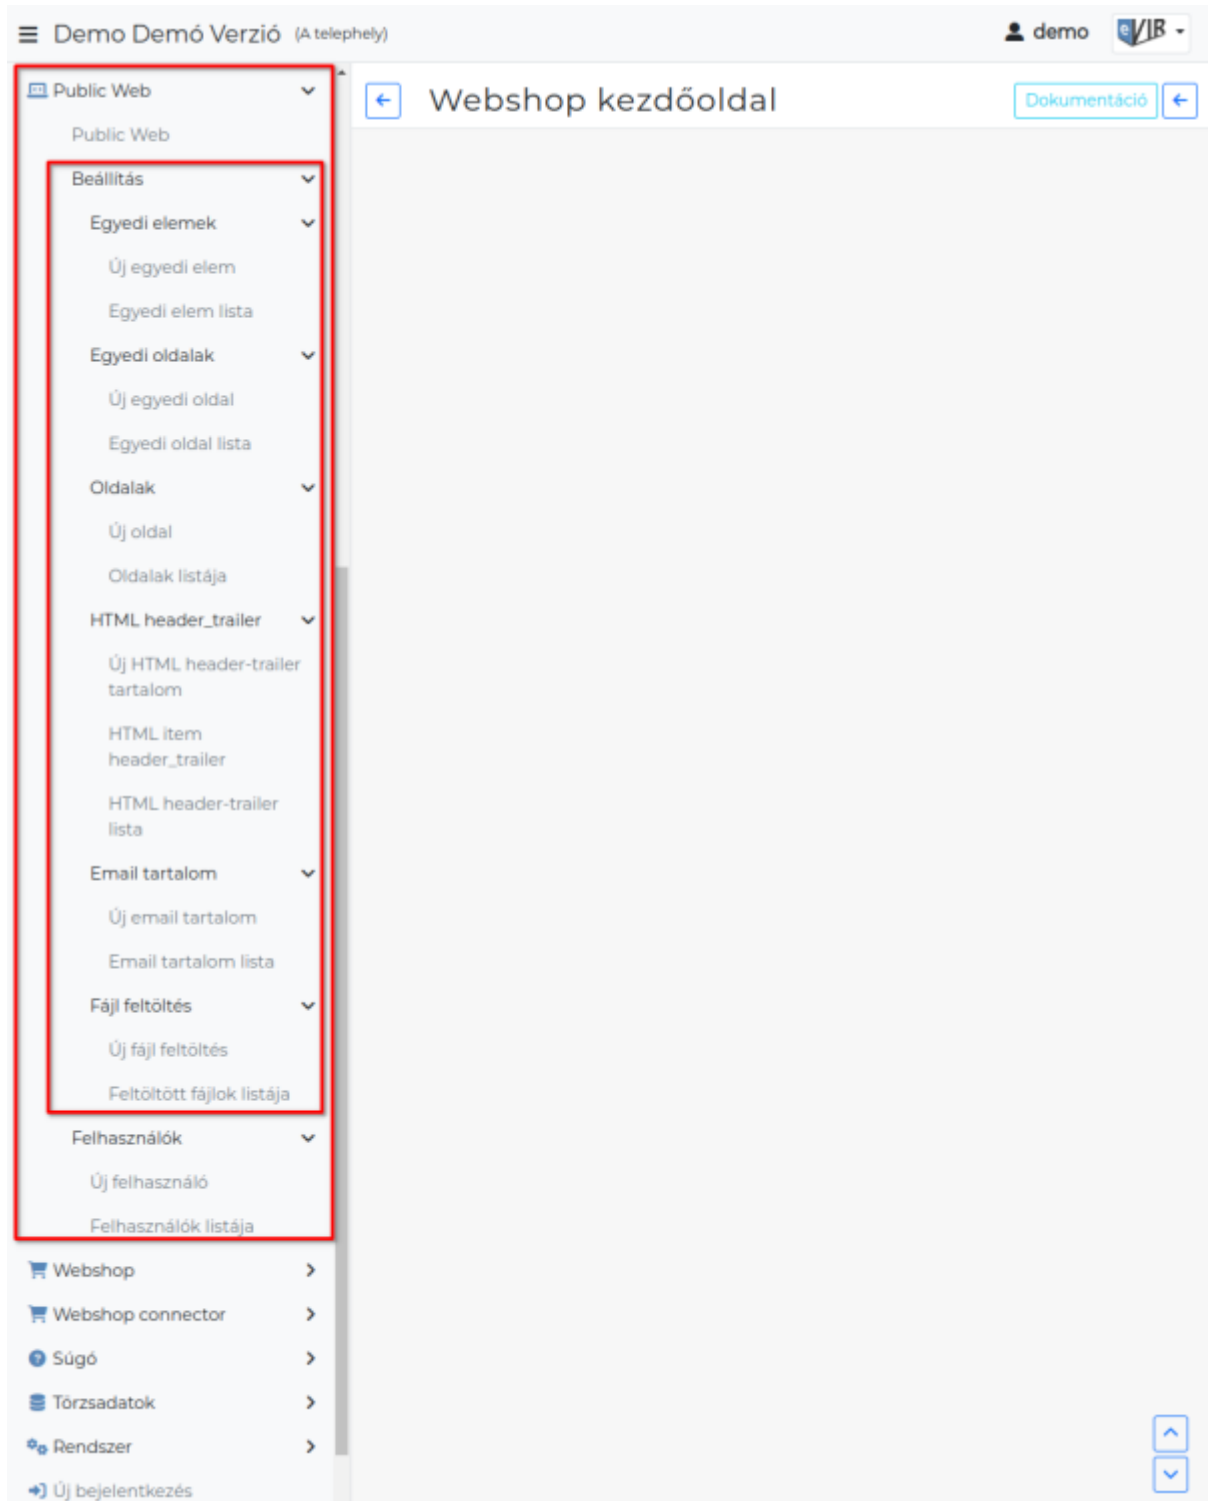 Demo Demó Verzió (A telephely)
demo
eVIR
Public Web
Webshop kezdőoldal
Dokumentáció
Public Web
Beállítás
Egyedi elemek
Új egyedi elem
Egyedi elem lista
Egyedi oldalak
Új egyedi oldal
Egyedi oldal lista
Oldalak
Új oldal
Oldalak listája
HTML header_trailer
Új HTML header-trailer
tartalom
HTML item
header_trailer
HTML header-trailer
lista
Email tartalom
Új email tartalom
Email tartalom lista
Fájl feltöltés
Új fájl feltöltés
Feltöltött fájlok listája
Felhasználók
Új felhasználó
Felhasználók listája
Webshop
Webshop connector
Súgó
Törzsadatok
Rendszer
Új bejelentkezés